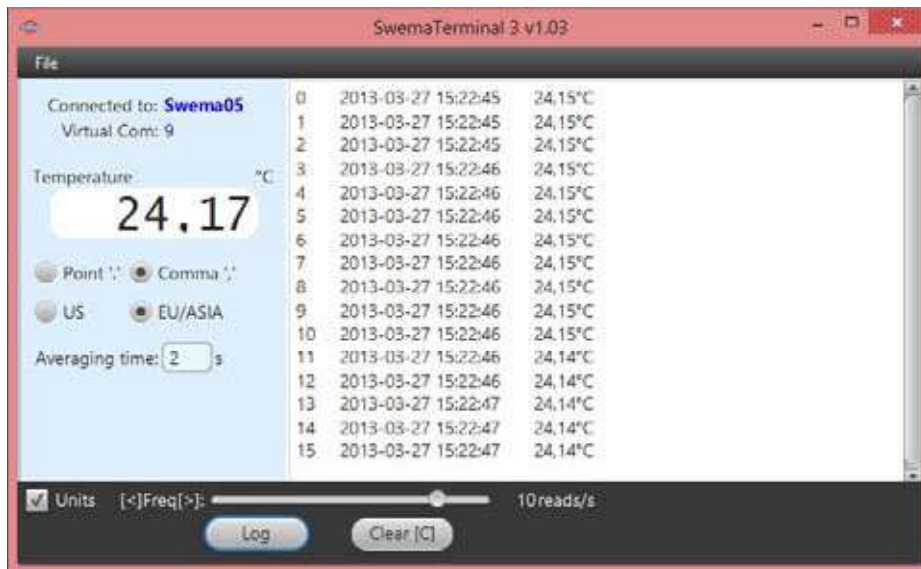 SwemaTerminal 3 v1.03
File
Connected to: Swema05
Virtual Com: 9
Temperature °C
24.17
Point '.' Comma ','
US EU/ASIA
Averaging time: 2 s
0 2013-03-27 15:22:45 24,15°C
1 2013-03-27 15:22:45 24,15°C
2 2013-03-27 15:22:45 24,15°C
3 2013-03-27 15:22:46 24,15°C
4 2013-03-27 15:22:46 24,15°C
5 2013-03-27 15:22:46 24,15°C
6 2013-03-27 15:22:46 24,15°C
7 2013-03-27 15:22:46 24,15°C
8 2013-03-27 15:22:46 24,15°C
9 2013-03-27 15:22:46 24,15°C
10 2013-03-27 15:22:46 24,15°C
11 2013-03-27 15:22:46 24,14°C
12 2013-03-27 15:22:46 24,14°C
13 2013-03-27 15:22:47 24,14°C
14 2013-03-27 15:22:47 24,14°C
15 2013-03-27 15:22:47 24,14°C
Units [<]Freq[>]: 10 reads/s
Log Clear [C]